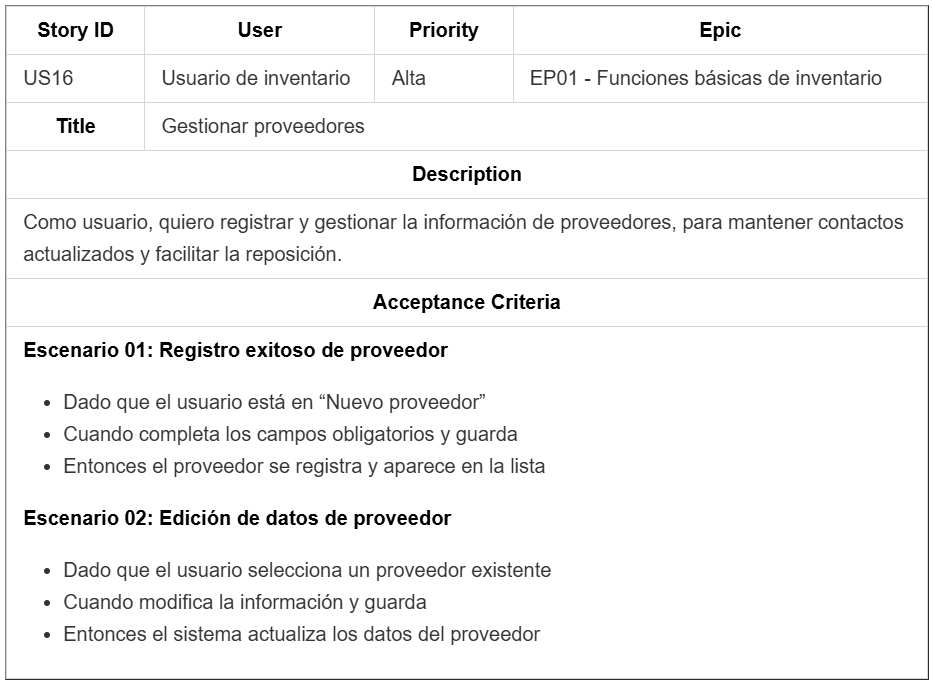 Story ID User Priority Epic
US16 Usuario de inventario Alta EP01 - Funciones básicas de inventario
Title Gestionar proveedores
Description
Como usuario, quiero registrar y gestionar la información de proveedores, para mantener contactos
actualizados y facilitar la reposición.
Acceptance Criteria
Escenario 01: Registro exitoso de proveedor
• Dado que el usuario está en “Nuevo proveedor”
• Cuando completa los campos obligatorios y guarda
• Entonces el proveedor se registra y aparece en la lista
Escenario 02: Edición de datos de proveedor
• Dado que el usuario selecciona un proveedor existente
• Cuando modifica la información y guarda
• Entonces el sistema actualiza los datos del proveedor